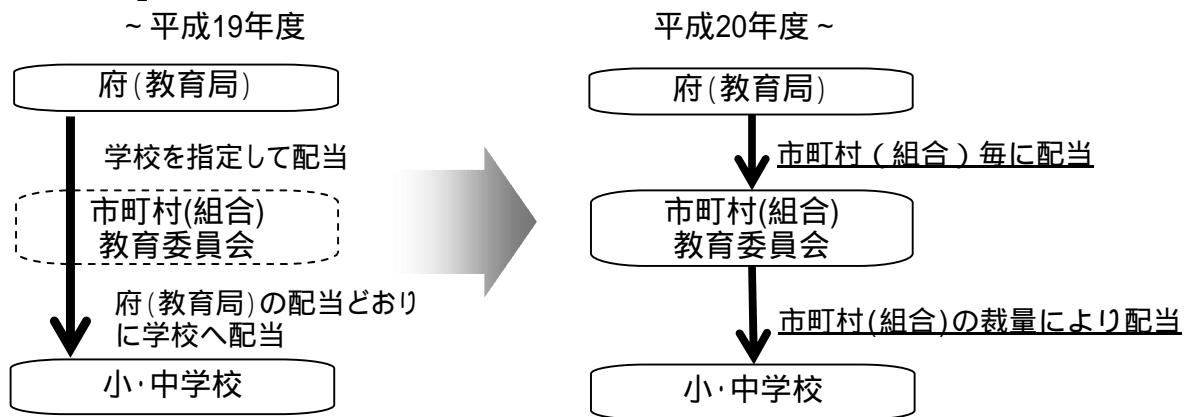 ~ 平成19年度
府(教育局)
学校を指定して配当
市町村(組合)
教育委員会
府(教育局)の配当どおり
に学校へ配当
小・中学校
平成20年度 ~
府(教育局)
市町村(組合)毎に配当
市町村(組合)
教育委員会
市町村(組合)の裁量により配当
小・中学校